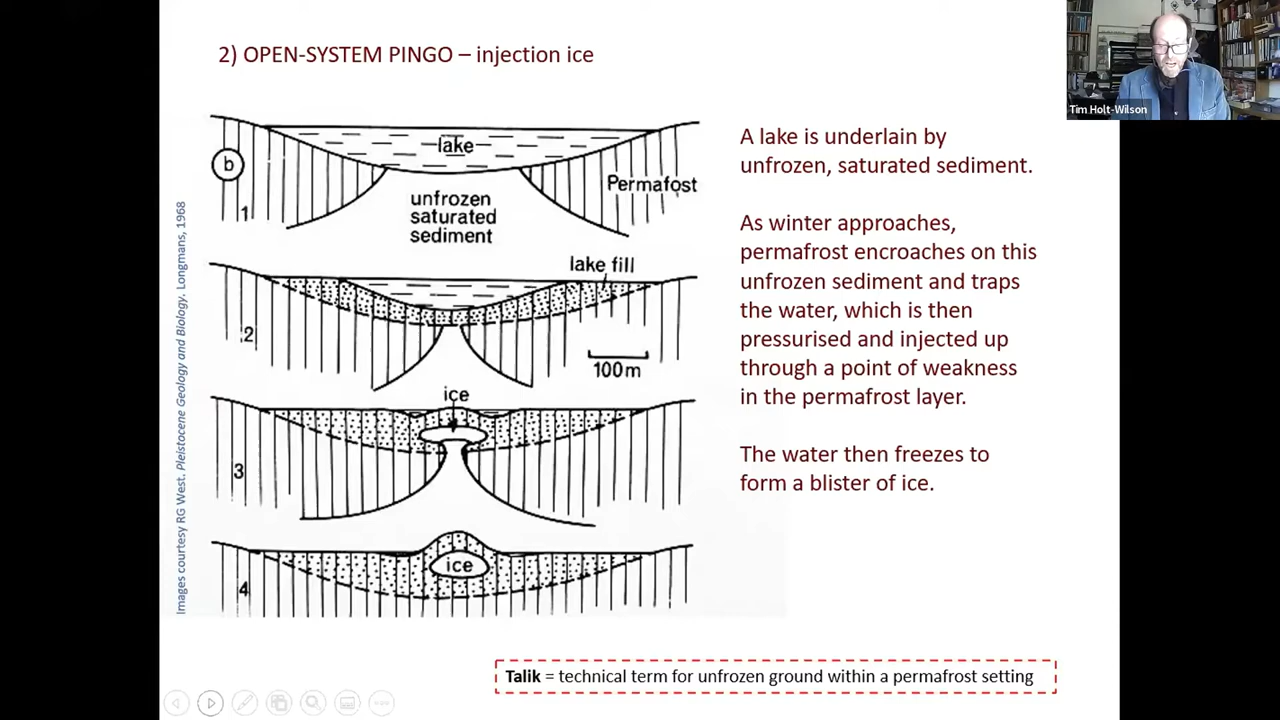 2) OPEN-SYSTEM PINGO – injection ice
Tim Holt-Wilson
lake
b
Permafost
1
unfrozen
saturated
sediment
lake fill
2
100m
ice
3
ice
4
Images courtesy RG West. Pleistocene Geology and Biology. Longmans, 1968
A lake is underlain by
unfrozen, saturated sediment.
As winter approaches,
permafrost encroaches on this
unfrozen sediment and traps
the water, which is then
pressurised and injected up
through a point of weakness
in the permafrost layer.
The water then freezes to
form a blister of ice.
Talik = technical term for unfrozen ground within a permafrost setting